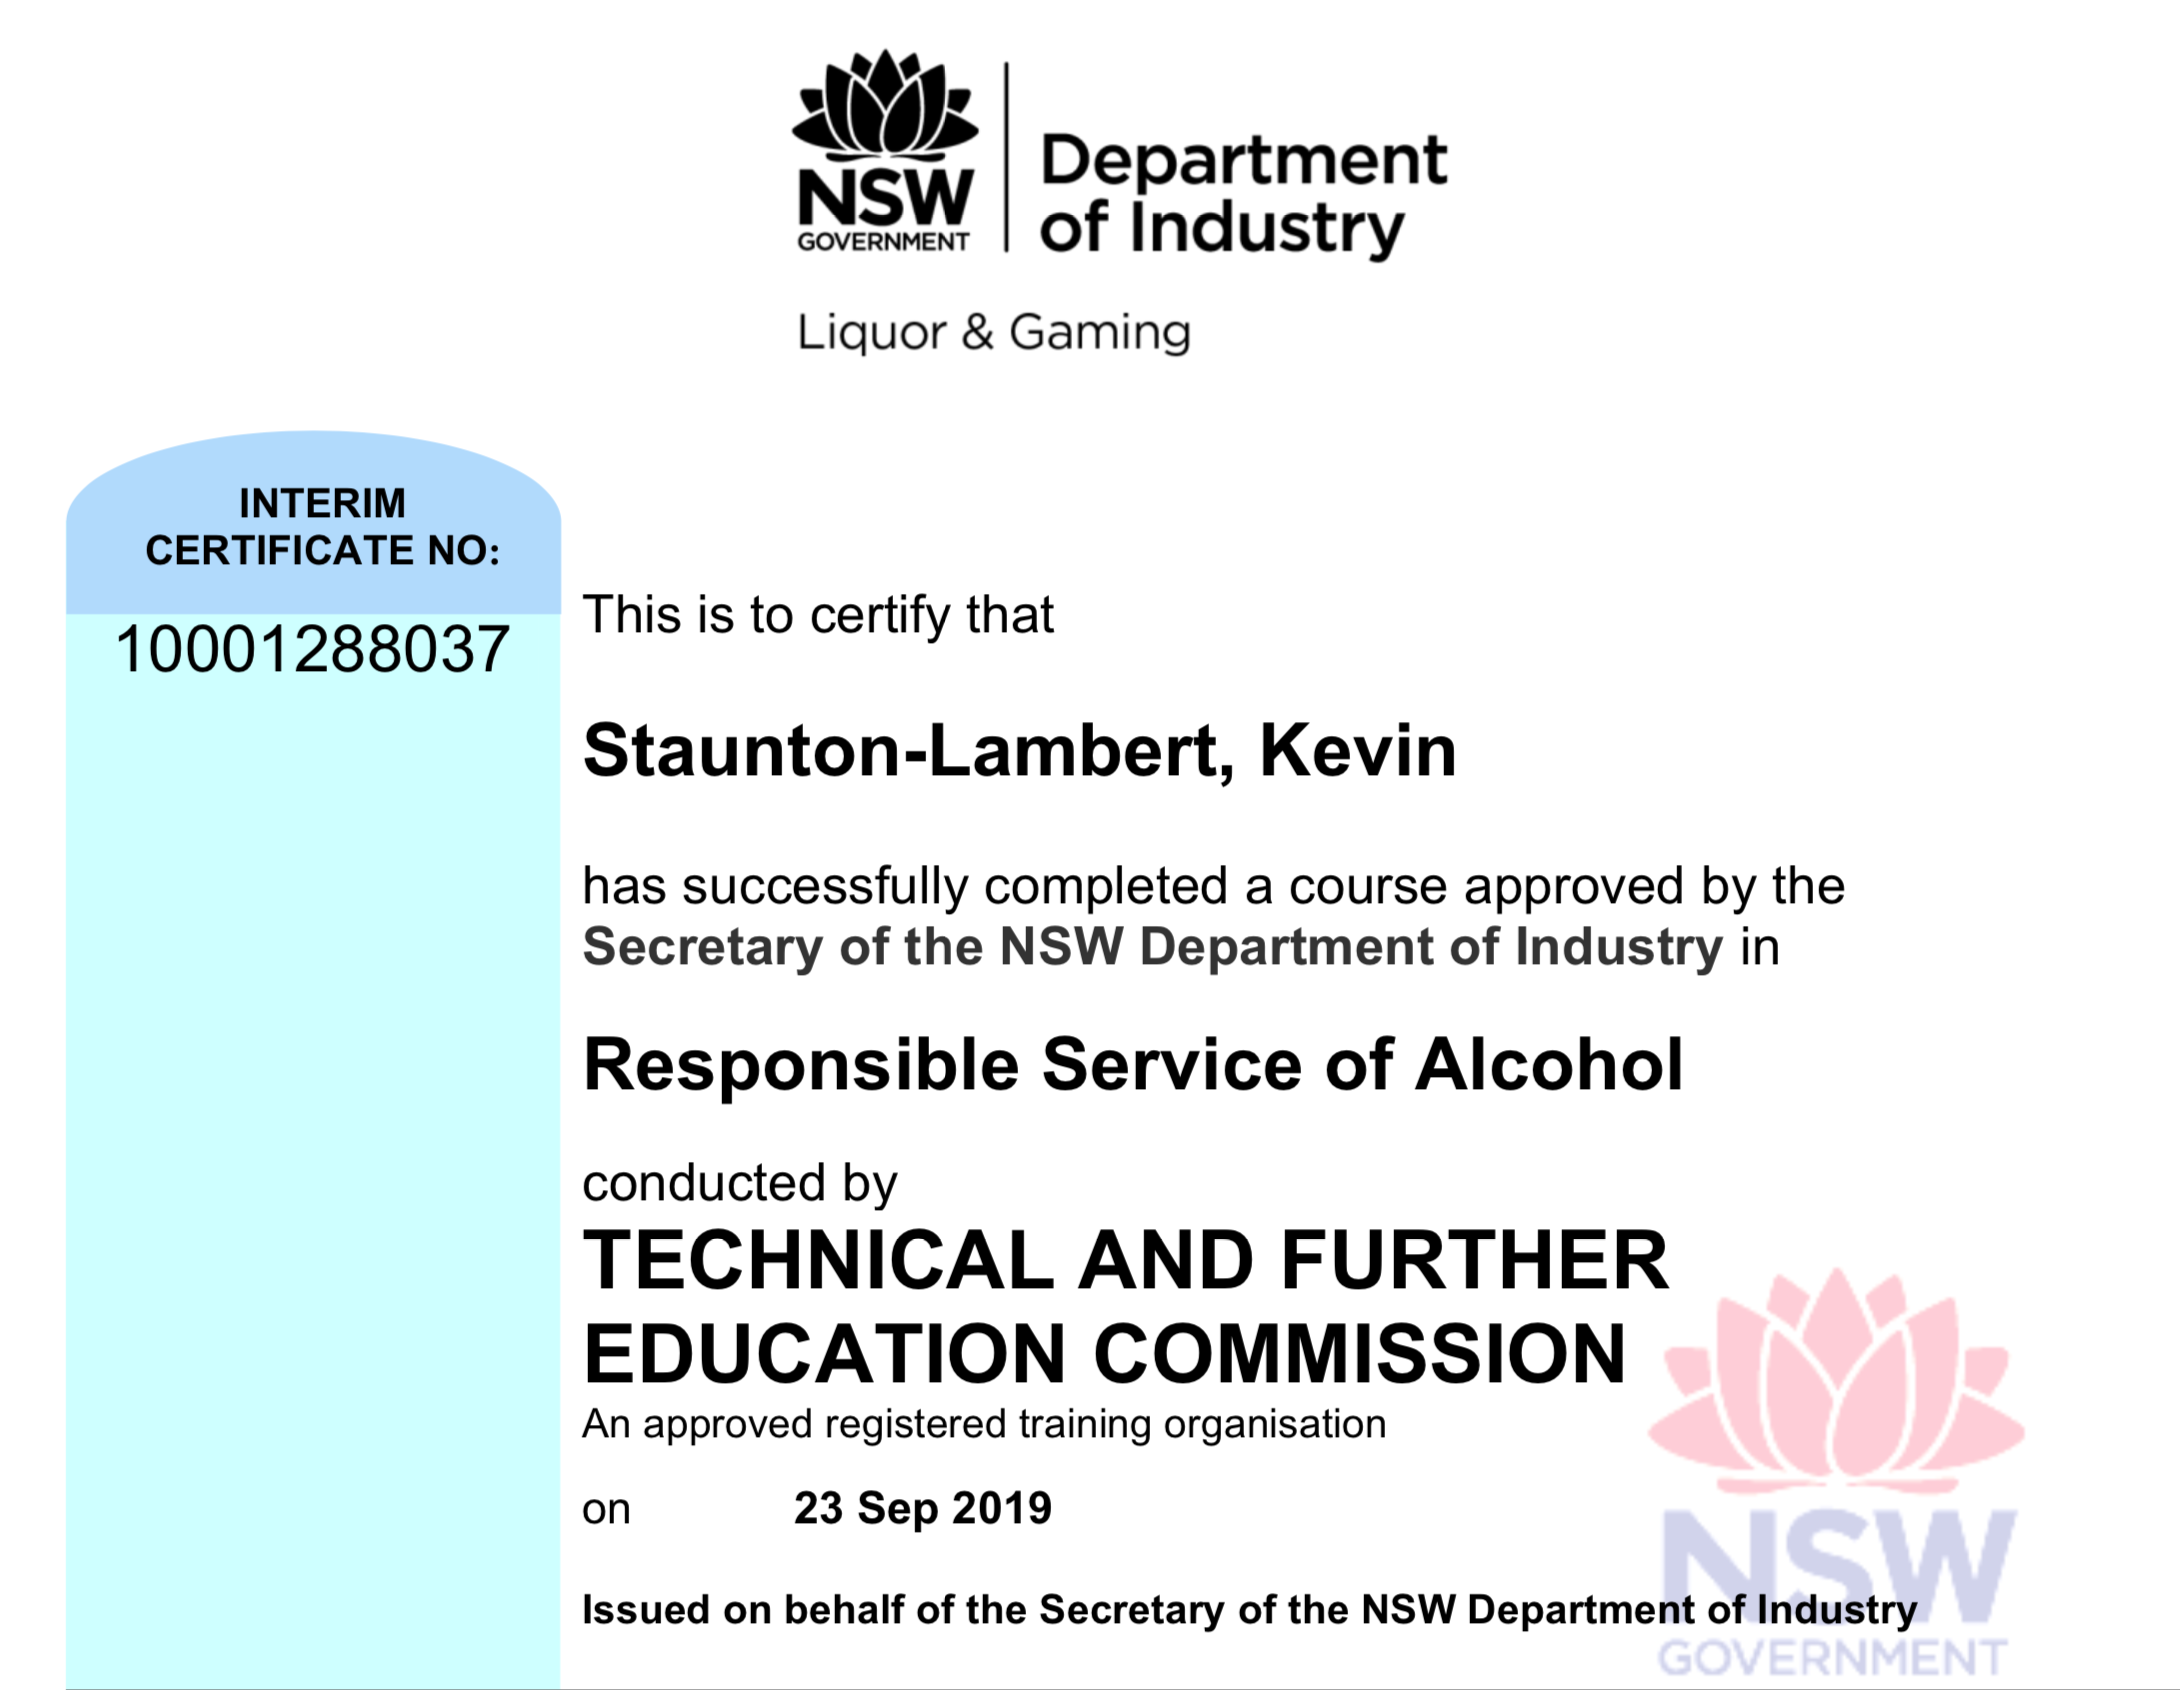 NSW
GOVERNMENT
Department
of Industry
Liquor & Gaming
INTERIM
CERTIFICATE NO:
10001288037
This is to certify that
Staunton-Lambert, Kevin
has successfully completed a course approved by the
Secretary of the NSW Department of Industry in
Responsible Service of Alcohol
conducted by
TECHNICAL AND FURTHER
EDUCATION COMMISSION
An approved registered training organisation
on 23 Sep 2019
Issued on behalf of the Secretary of the NSW Department of Industry
NSW
GOVERNMENT